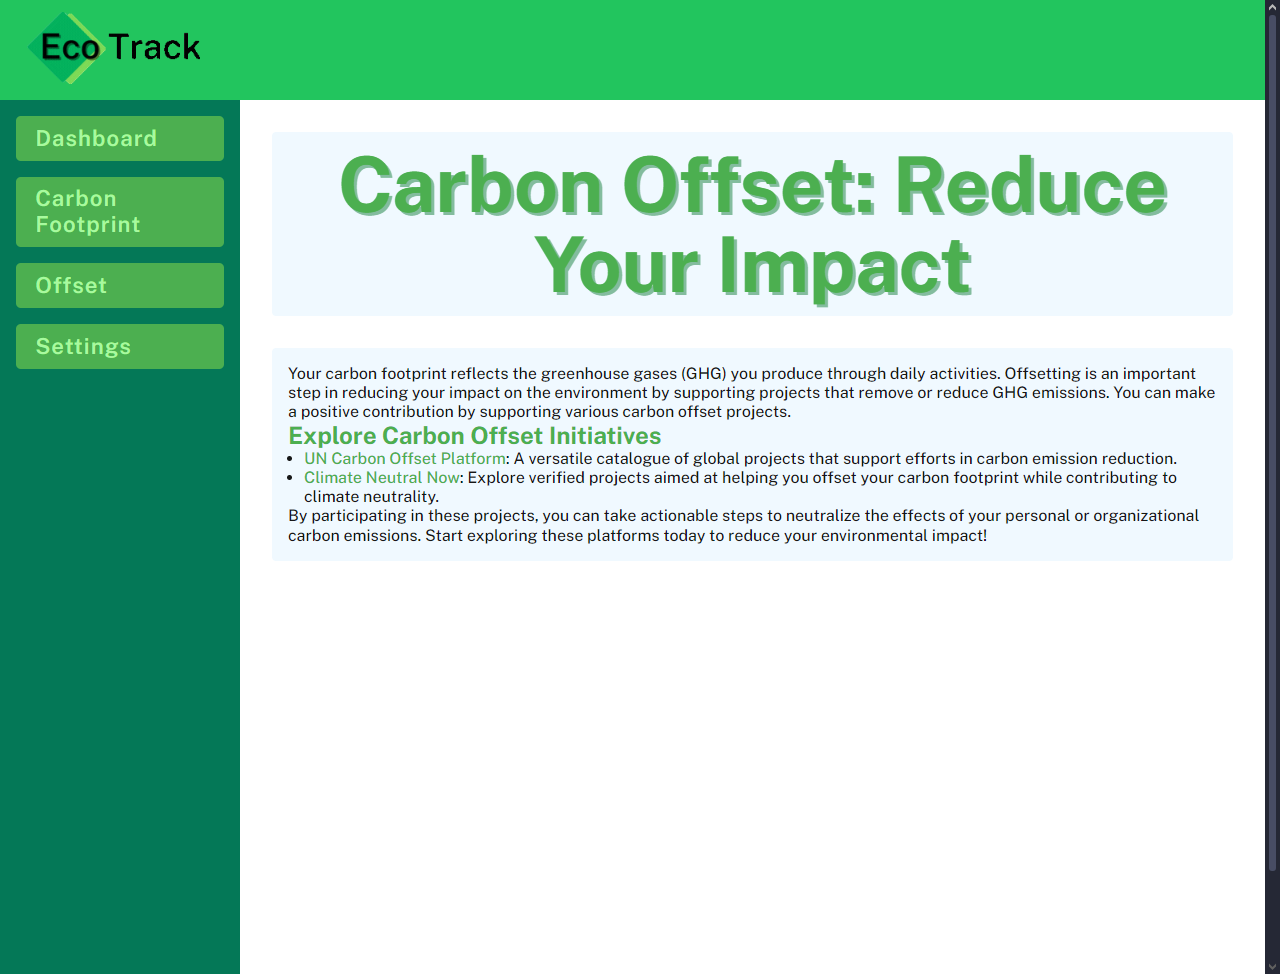 Eco Track
Dashboard
Carbon
Footprint
Offset
Settings
Carbon Offset: Reduce
Your Impact
Your carbon footprint reflects the greenhouse gases (GHG) you produce through daily activities. Offsetting is an important
step in reducing your impact on the environment by supporting projects that remove or reduce GHG emissions. You can make
a positive contribution by supporting various carbon offset projects.
Explore Carbon Offset Initiatives
• UN Carbon Offset Platform: A versatile catalogue of global projects that support efforts in carbon emission reduction.
• Climate Neutral Now: Explore verified projects aimed at helping you offset your carbon footprint while contributing to
climate neutrality.
By participating in these projects, you can take actionable steps to neutralize the effects of your personal or organizational
carbon emissions. Start exploring these platforms today to reduce your environmental impact!